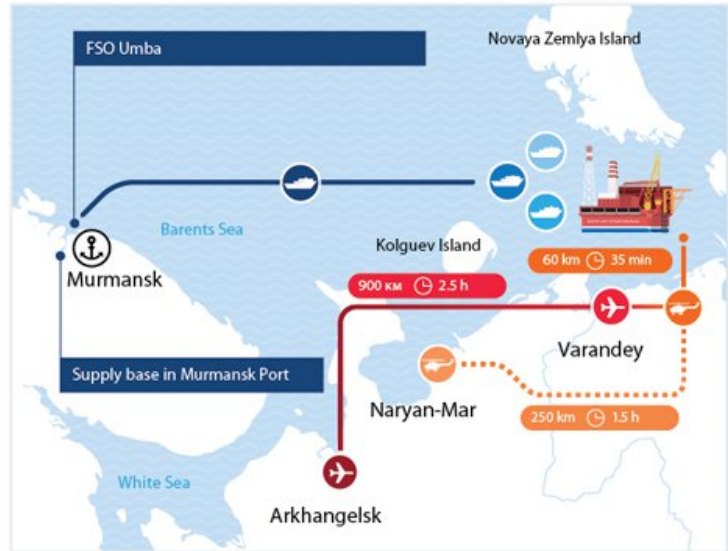 FSO Umba
Novaya Zemlya Island
Barents Sea
Kolguev Island
Murmansk
60 km 35 min
900 км 2.5 h
Varandey
Supply base in Murmansk Port
Naryan-Mar
250 km 1.5 h
White Sea
Arkhangelsk